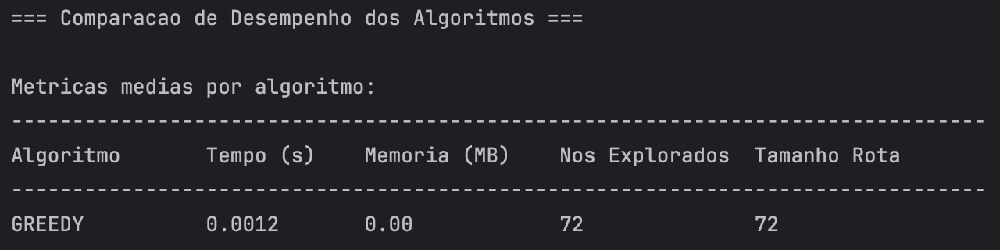 === Comparacao de Desempenho dos Algoritmos ===
Metricas medias por algoritmo:
--------------------------------------------------------------------------------
Algoritmo       Tempo (s)    Memoria (MB)    Nos Explorados  Tamanho Rota
--------------------------------------------------------------------------------
GREEDY          0.0012       0.00            72              72